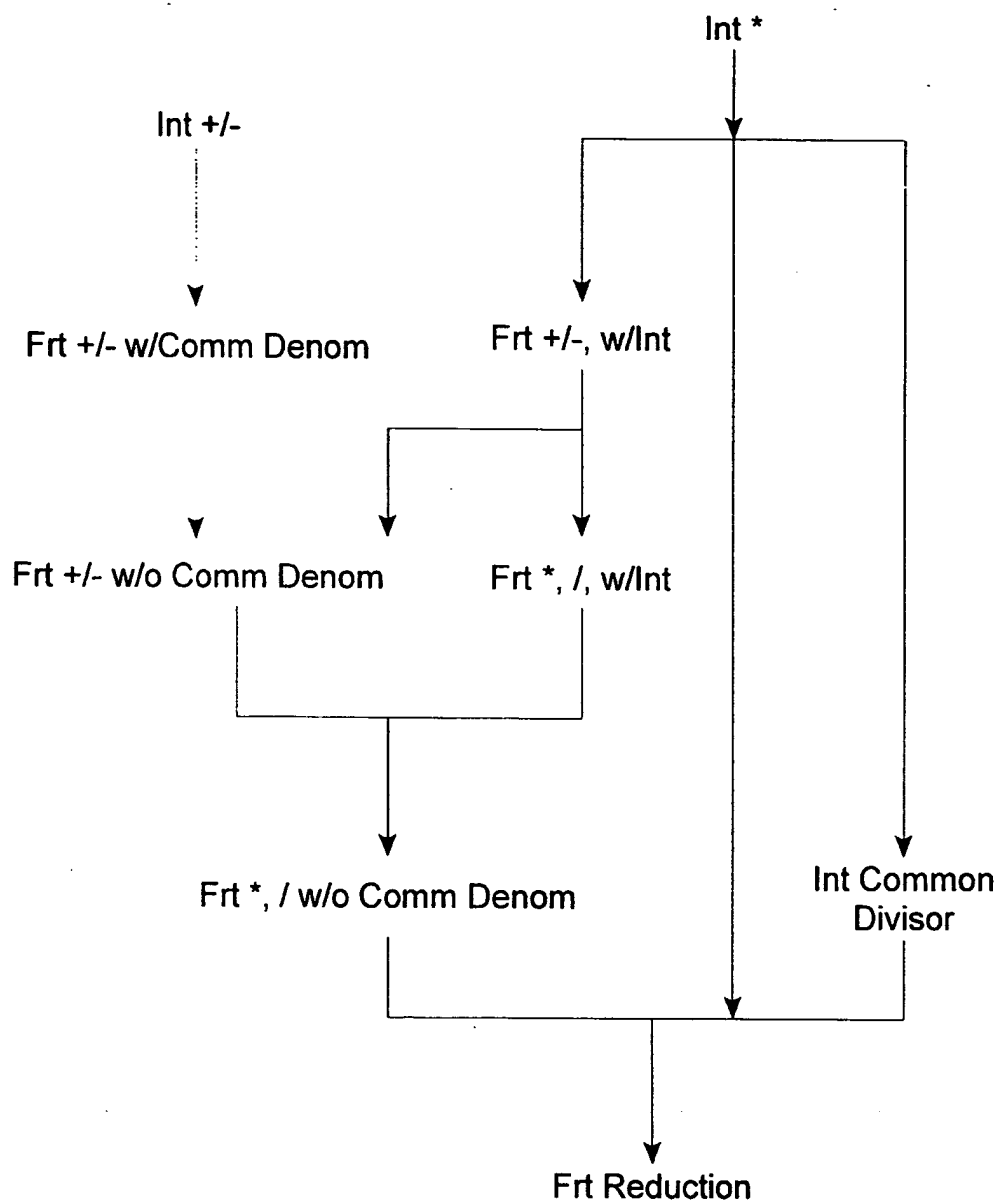 Int *
Int +/-
Frt +/- w/Comm Denom
Frt +/-, w/Int
Frt +/- w/o Comm Denom
Frt *, /, w/Int
Frt *, / w/o Comm Denom
Int Common
Divisor
Frt Reduction